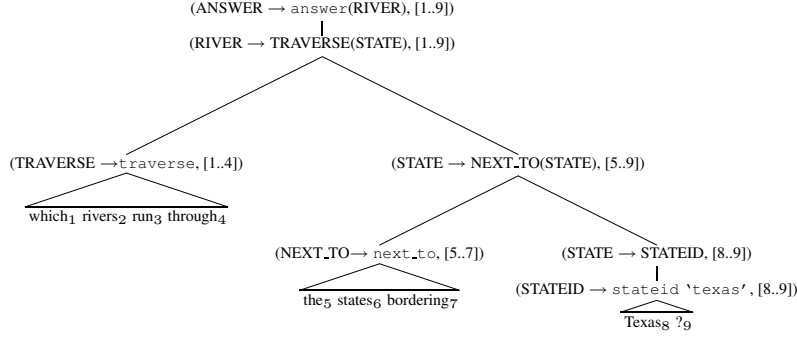 (ANSWER → answer(RIVER), [1..9])
(RIVER → TRAVERSE(STATE), [1..9])
(TRAVERSE →traverse, [1..4])
(STATE → NEXT_TO(STATE), [5..9])
which₁ rivers₂ run₃ through₄
(NEXT_TO→ next_to, [5..7])
(STATE → STATEID, [8..9])
the₅ states₆ bordering₇
(STATEID → stateid ‘texas’, [8..9])
Texas₈ ?₉